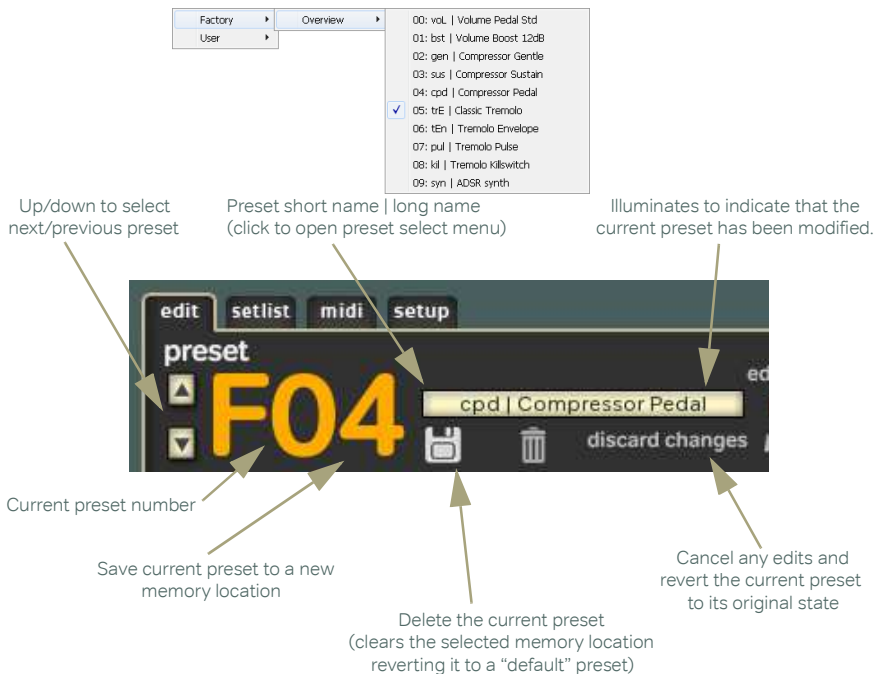 Factory
Overview
User
00: voL | Volume Pedal Std
01: bst | Volume Boost 12dB
02: gen | Compressor Gentle
03: sus | Compressor Sustain
04: cpd | Compressor Pedal
05: trE | Classic Tremolo
06: tEn | Tremolo Envelope
07: pul | Tremolo Pulse
08: kil | Tremolo Killswitch
09: syn | ADSR synth
Up/down to select
next/previous preset
Preset short name | long name
(click to open preset select menu)
Illuminates to indicate that the
current preset has been modified.
edit setlist midi setup
preset
ed
F04
cpd | Compressor Pedal
discard changes
Current preset number
Save current preset to a new
memory location
Delete the current preset
(clears the selected memory location
reverting it to a “default” preset)
Cancel any edits and
revert the current preset
to its original state